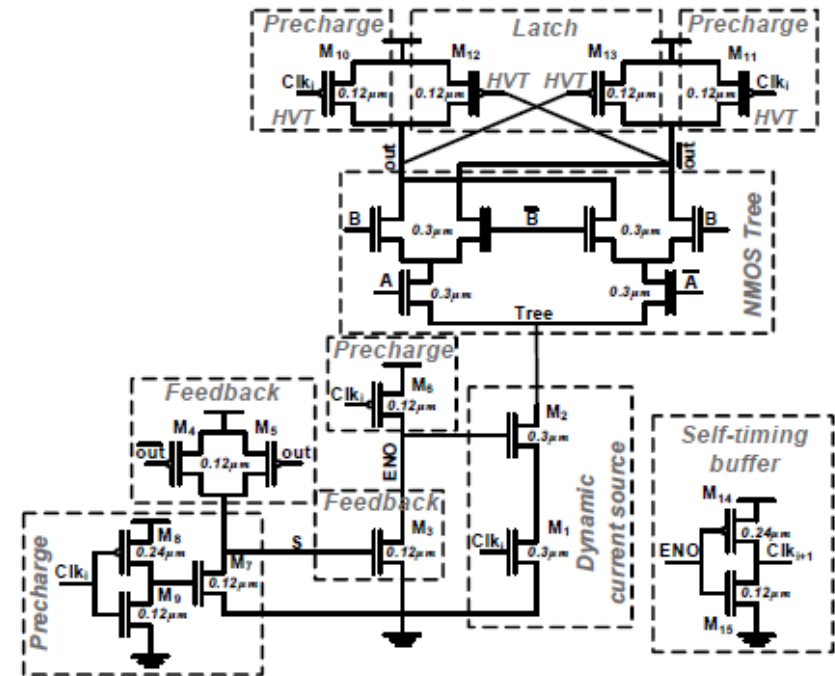 Precharge Latch Precharge
M10 M12 M13 M11
Clki 0.12μm 0.12μm HVT HVT 0.12μm 0.12μm Clki
HVT HVT
out o̅u̅t̅
B 0.3μm B̅ 0.3μm B
A 0.3μm 0.3μm A̅
NMOS Tree
Tree
Precharge
Clki M6
0.12μm
Feedback
M4 M5
o̅u̅t̅ 0.12μm out
M2
0.3μm
ENO
Feedback
M3
S 0.12μm
Clki M1
0.3μm
Dynamic
current source
Precharge
M8
0.24μm M7
Clki
M9 0.12μm
0.12μm
Self-timing
buffer
M14
0.24μm
ENO Clki+1
0.12μm
M15